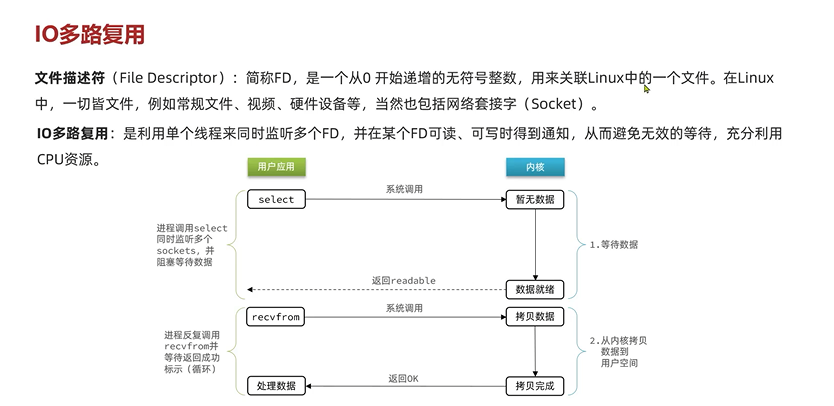 IO多路复用
文件描述符（File Descriptor）：简称FD，是一个从0 开始递增的无符号整数，用来关联Linux中的一个文件。在Linux
中，一切皆文件，例如常规文件、视频、硬件设备等，当然也包括网络套接字（Socket）。
IO多路复用：是利用单个线程来同时监听多个FD，并在某个FD可读、可写时得到通知，从而避免无效的等待，充分利用
CPU资源。
用户应用
内核
select
系统调用
暂无数据
进程调用select
同时监听多个
sockets，并
阻塞等待数据
1.等待数据
返回readable
数据就绪
recvfrom
系统调用
拷贝数据
进程反复调用
recvfrom并
等待返回成功
标示（循环）
2.从内核拷贝
数据到
用户空间
处理数据
返回OK
拷贝完成